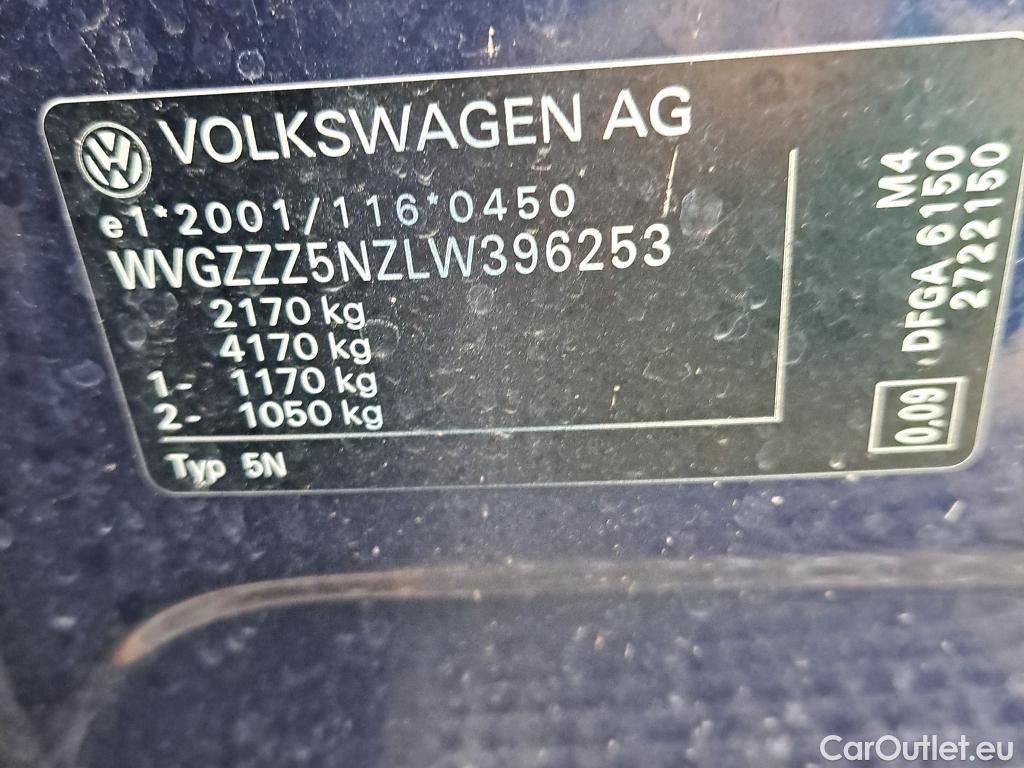 VOLKSWAGEN AG
e1*2001/116*0450
WVGZZZ5NZLW396253
2170 kg
4170 kg
1- 1170 kg
2- 1050 kg
Typ 5N
M4
DFGA 6150
2722150
0,09
CarOutlet.eu